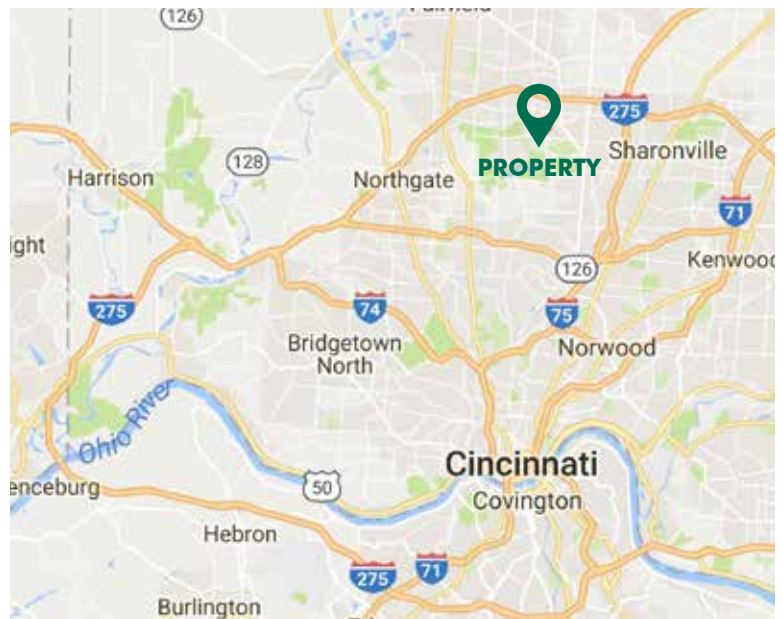 126
Fairfield
275
PROPERTY
Sharonville
128
Harrison
Northgate
71
ight
126
Kenwood
275
74
75
Bridgetown
North
Norwood
Ohio River
Cincinnati
50
Covington
enceburg
Hebron
275
71
Burlington